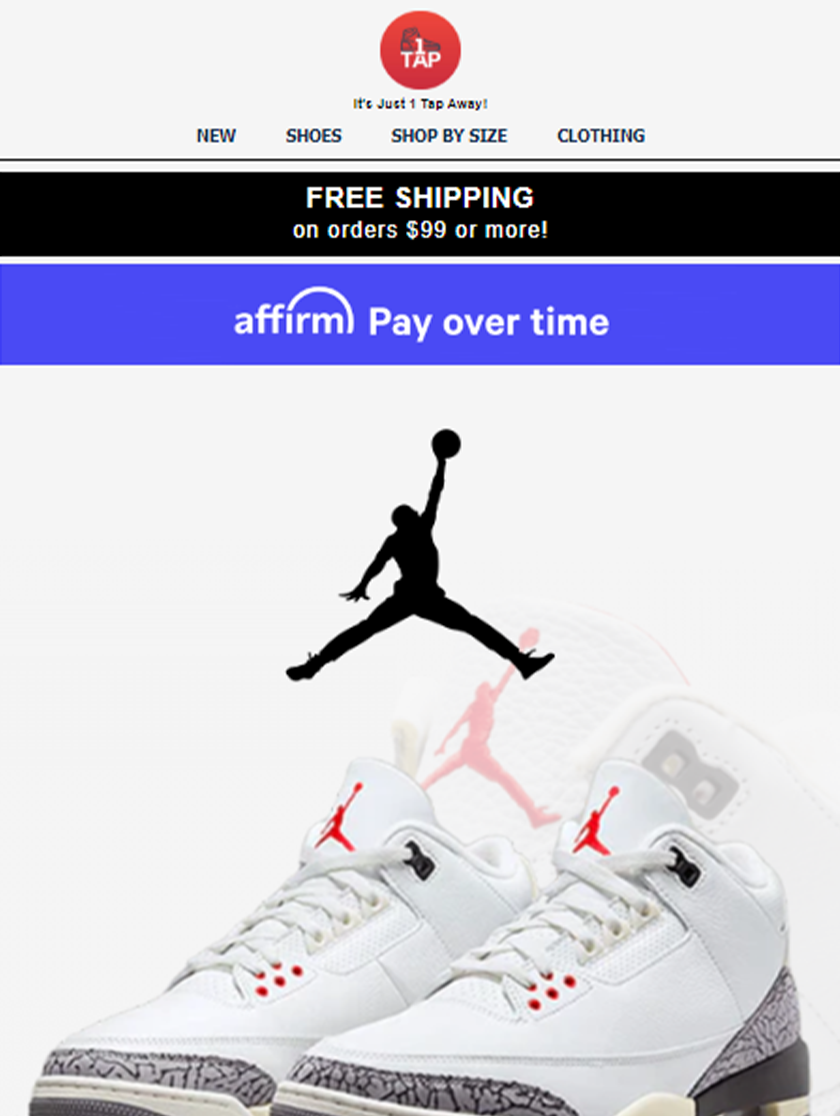 1
TAP
It's Just 1 Tap Away!
NEW SHOES SHOP BY SIZE CLOTHING
FREE SHIPPING
on orders $99 or more!
affirm Pay over time